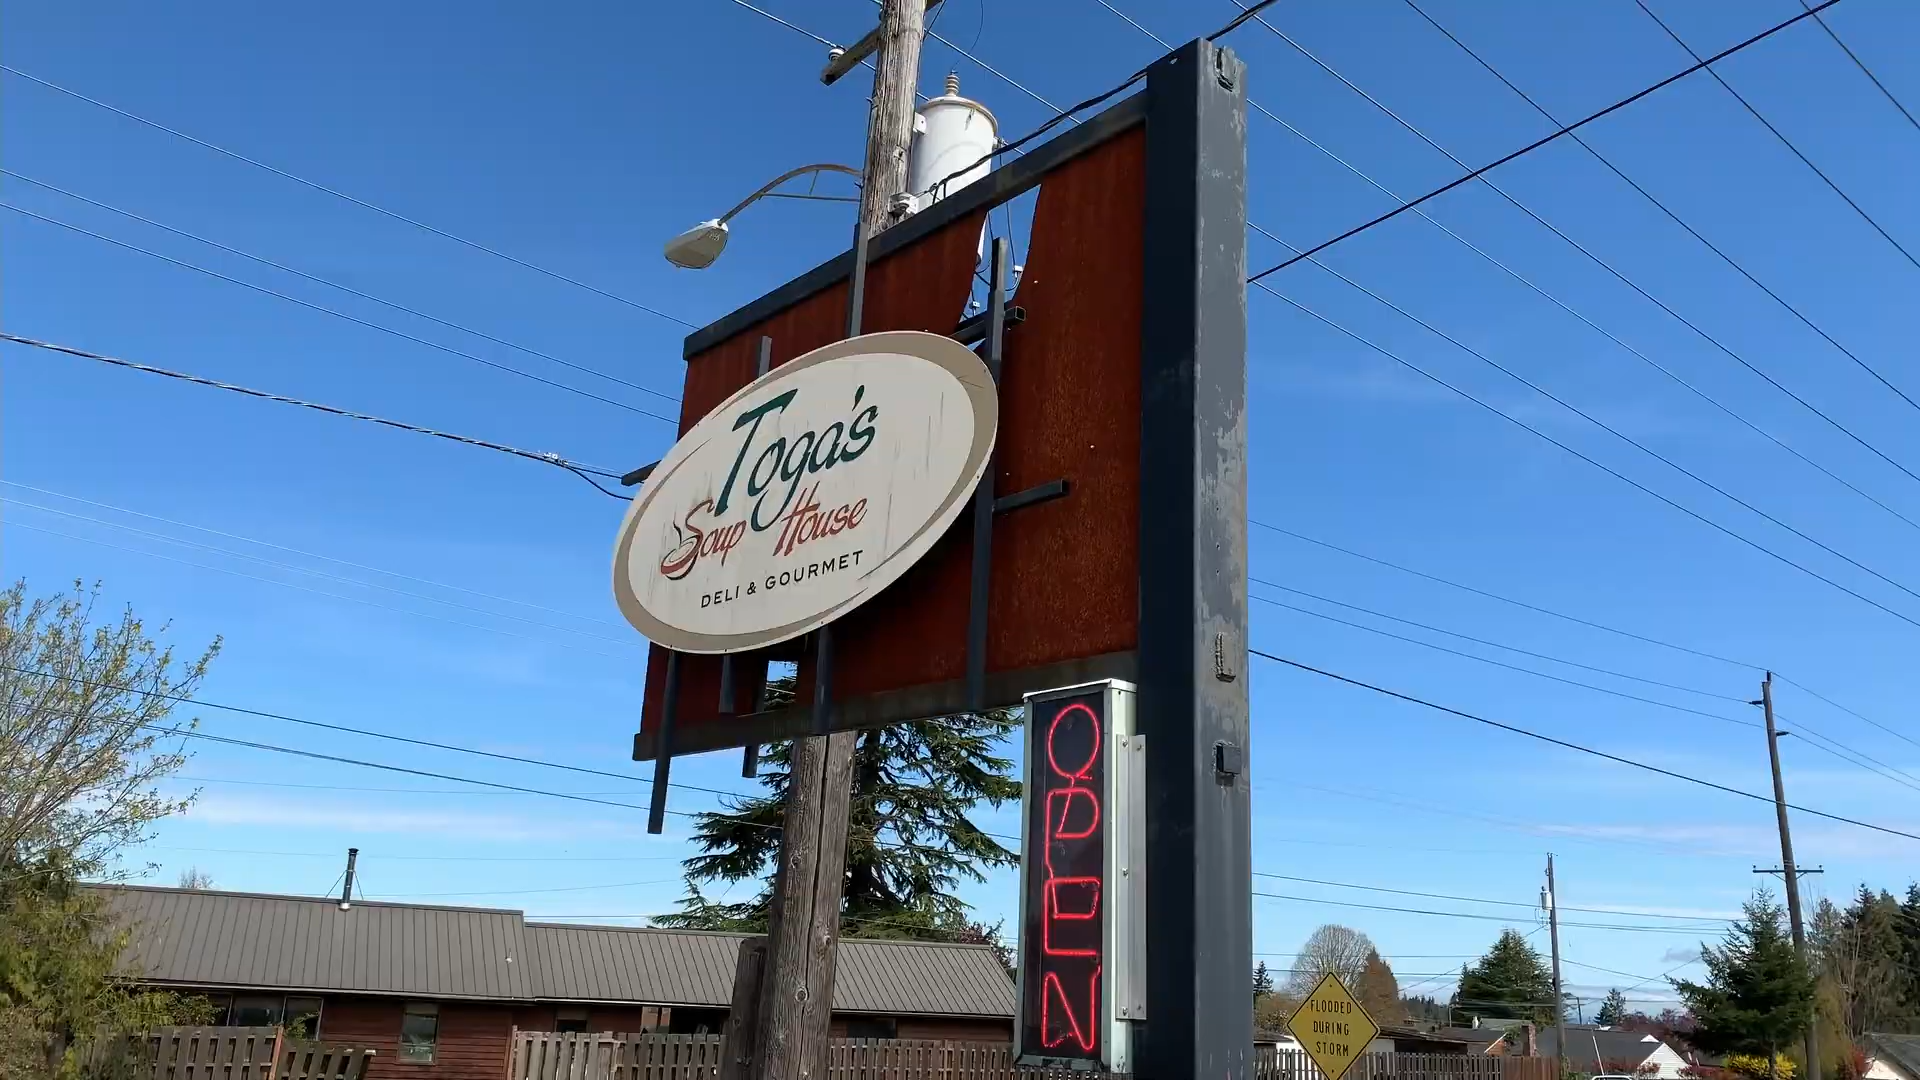 Toga's
Soup House
DELI & GOURMET
OPEN
FLOODED
DURING
STORM